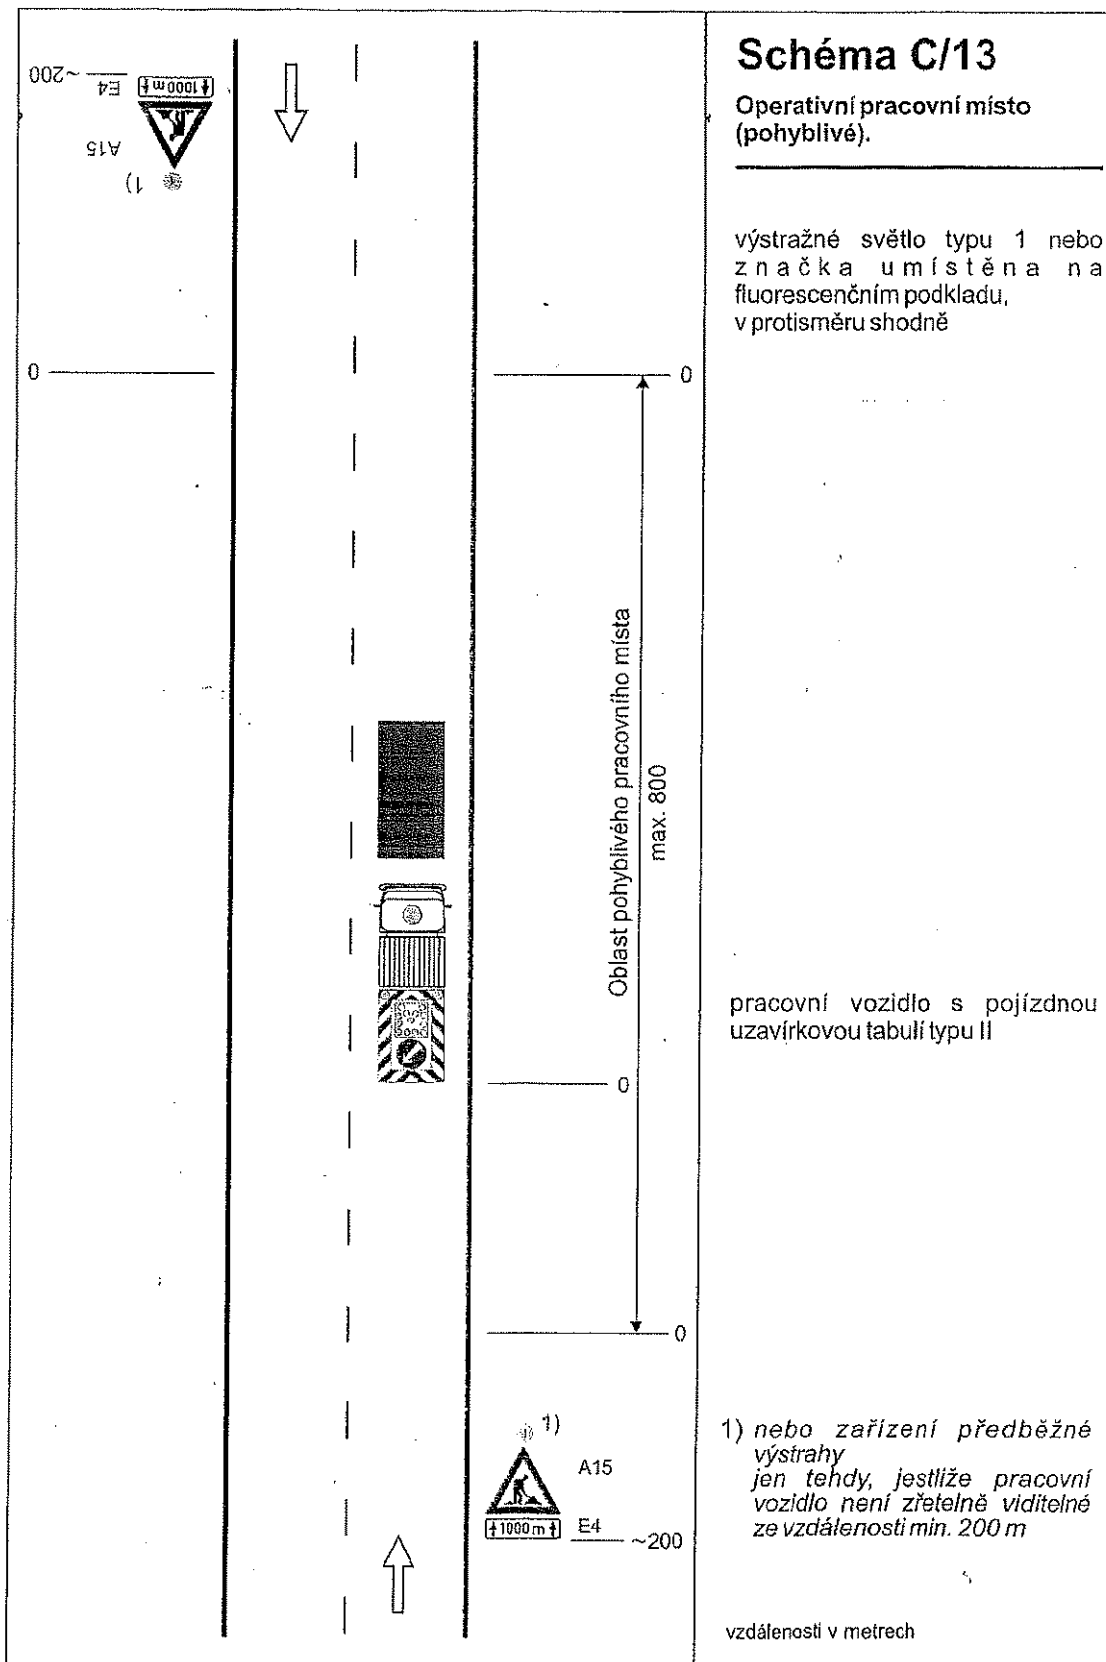 Schéma C/13
Operativní pracovní místo
(pohyblivé).
výstražné světlo typu 1 nebo
značka umístěna na
fluorescenčním podkladu,
v protisměru shodně
~200
E4
1000 m
A15
1)
0
0
Oblast pohyblivého pracovního místa
max. 800
pracovní vozidlo s pojízdnou
uzavírkovou tabulí typu II
0
0
1)
A15
1000 m
E4
~200
1) nebo zařízení předběžné
výstrahy
jen tehdy, jestliže pracovní
vozidlo není zřetelně viditelné
ze vzdálenosti min. 200 m
vzdálenosti v metrech